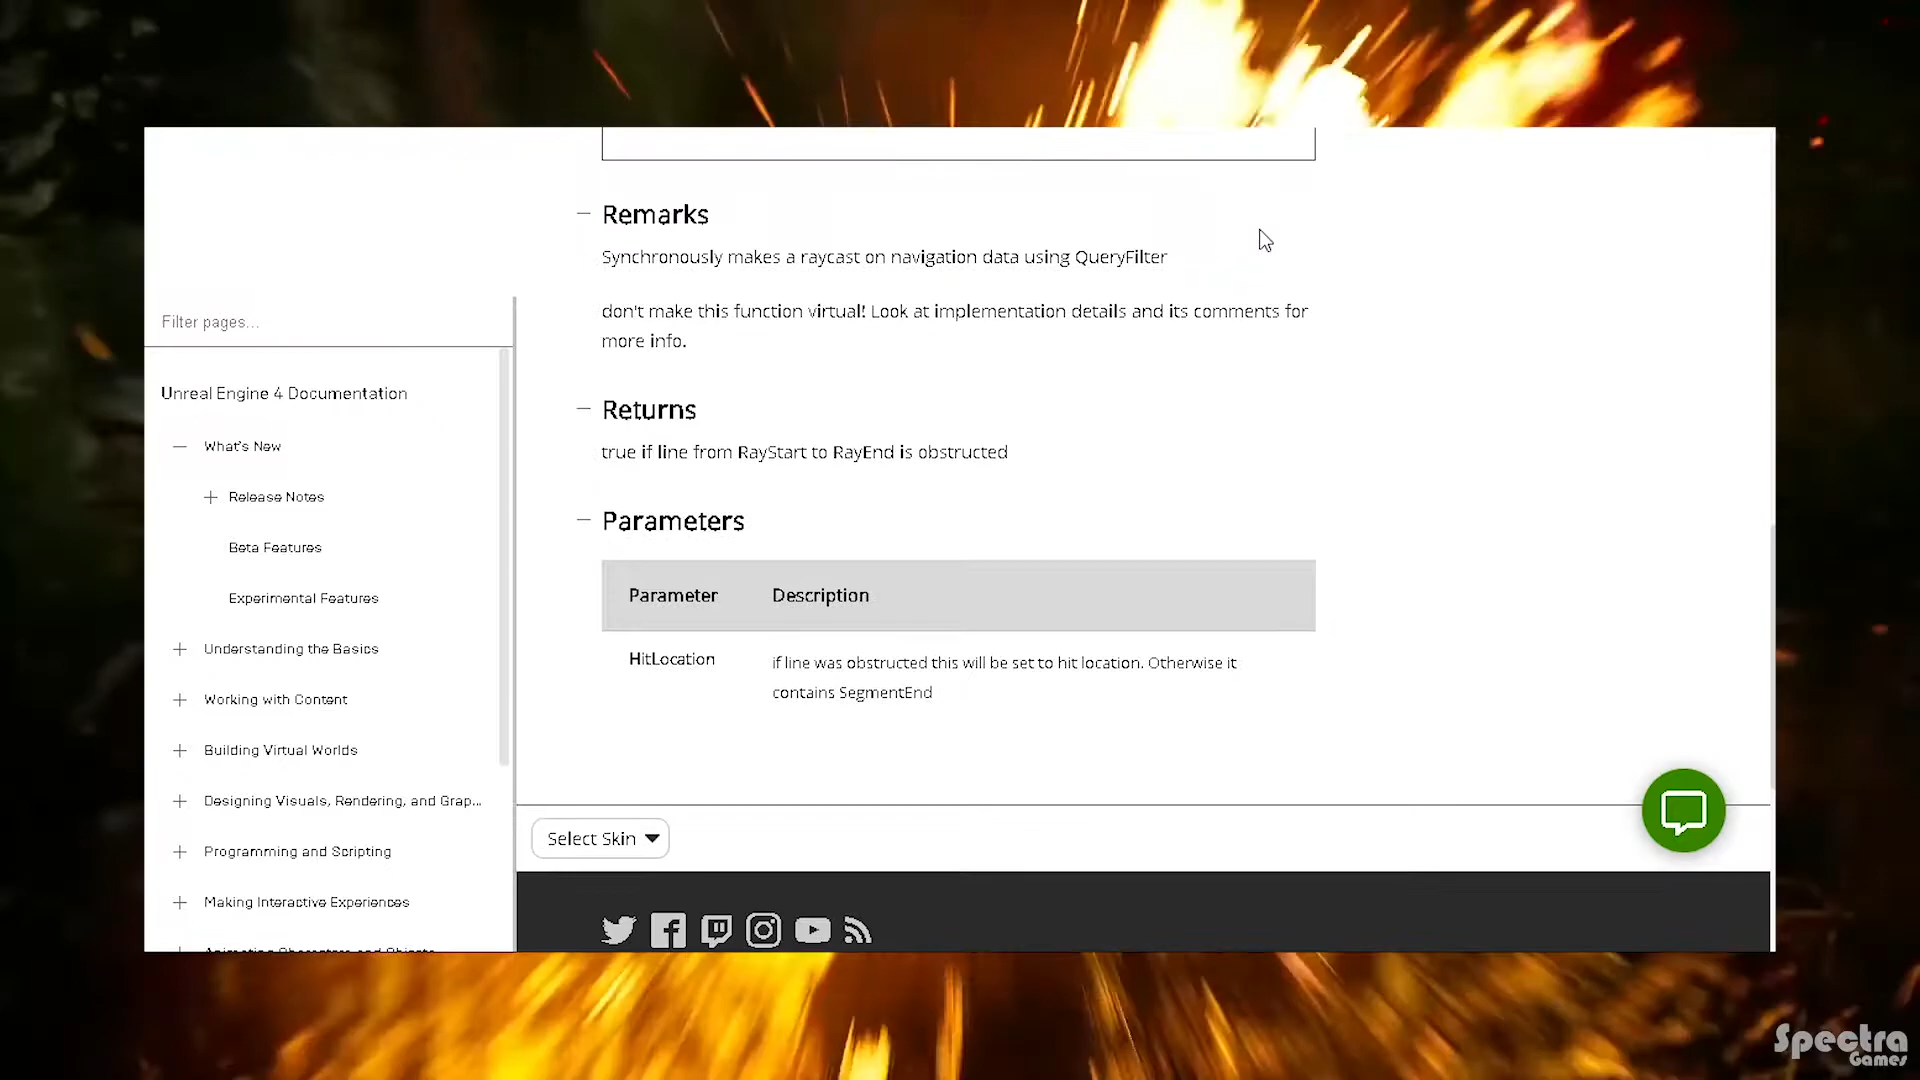 Remarks
Synchronously makes a raycast on navigation data using QueryFilter
don't make this function virtual! Look at implementation details and its comments for
more info.
Returns
true if line from RayStart to RayEnd is obstructed
Parameters
Parameter Description
HitLocation if line was obstructed this will be set to hit location. Otherwise it
contains SegmentEnd
Filter pages...
Unreal Engine 4 Documentation
What's New
Release Notes
Beta Features
Experimental Features
Understanding the Basics
Working with Content
Building Virtual Worlds
Designing Visuals, Rendering, and Grap...
Programming and Scripting
Making Interactive Experiences
Animating Characters and Objects
Select Skin
Spectra
Games